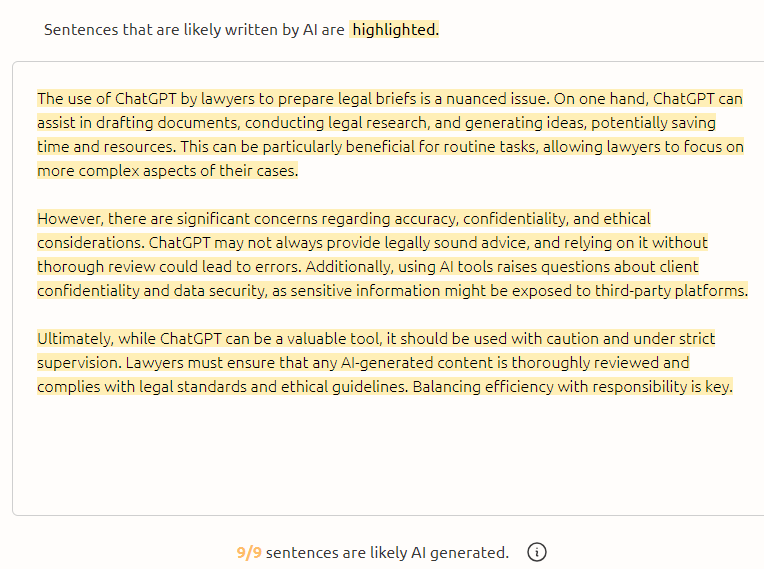 Sentences that are likely written by AI are highlighted.
The use of ChatGPT by lawyers to prepare legal briefs is a nuanced issue. On one hand, ChatGPT can
assist in drafting documents, conducting legal research, and generating ideas, potentially saving
time and resources. This can be particularly beneficial for routine tasks, allowing lawyers to focus on
more complex aspects of their cases.
However, there are significant concerns regarding accuracy, confidentiality, and ethical
considerations. ChatGPT may not always provide legally sound advice, and relying on it without
thorough review could lead to errors. Additionally, using AI tools raises questions about client
confidentiality and data security, as sensitive information might be exposed to third-party platforms.
Ultimately, while ChatGPT can be a valuable tool, it should be used with caution and under strict
supervision. Lawyers must ensure that any AI-generated content is thoroughly reviewed and
complies with legal standards and ethical guidelines. Balancing efficiency with responsibility is key.
9/9 sentences are likely AI generated.